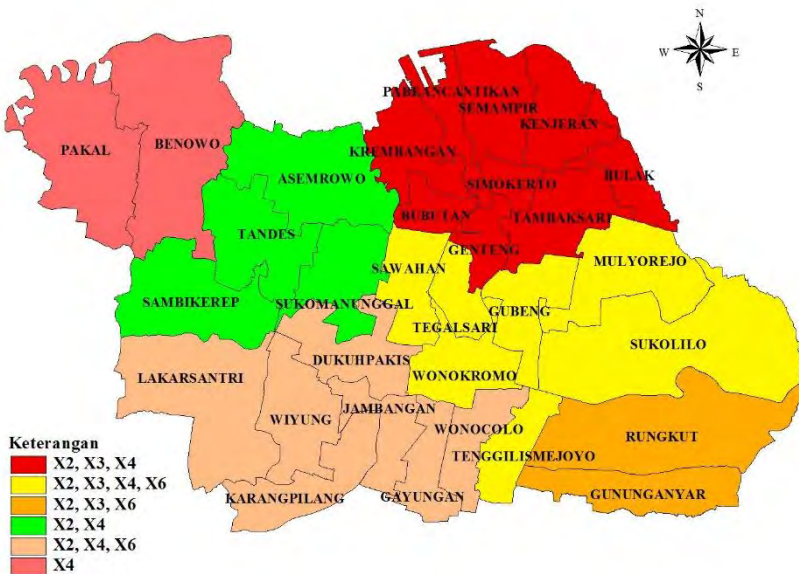 N
W E
S
PABEANCANTIKAN
SEMAMPIR
KENJERAN
PAKAL
BENOWO
KREMBANGAN
ASEMROWO
SIMOKERTO
BULAK
BUBUTAN
TAMBAKSARI
TANDES
GENTENG
SAWAHAN
MULYOREJO
SAMBIKEREP
SUKOMANUNGGAL
GUBENG
TEGALSARI
SUKOLILO
DUKUHPAKIS
LAKARSANTRI
WONOKROMO
JAMBANGAN
WIYUNG
WONOCOLO
RUNGKUT
TENGGILISMEJOYO
KARANGPILANG
GAYUNGAN
GUNUNGANYAR
Keterangan
X2, X3, X4
X2, X3, X4, X6
X2, X3, X6
X2, X4
X2, X4, X6
X4